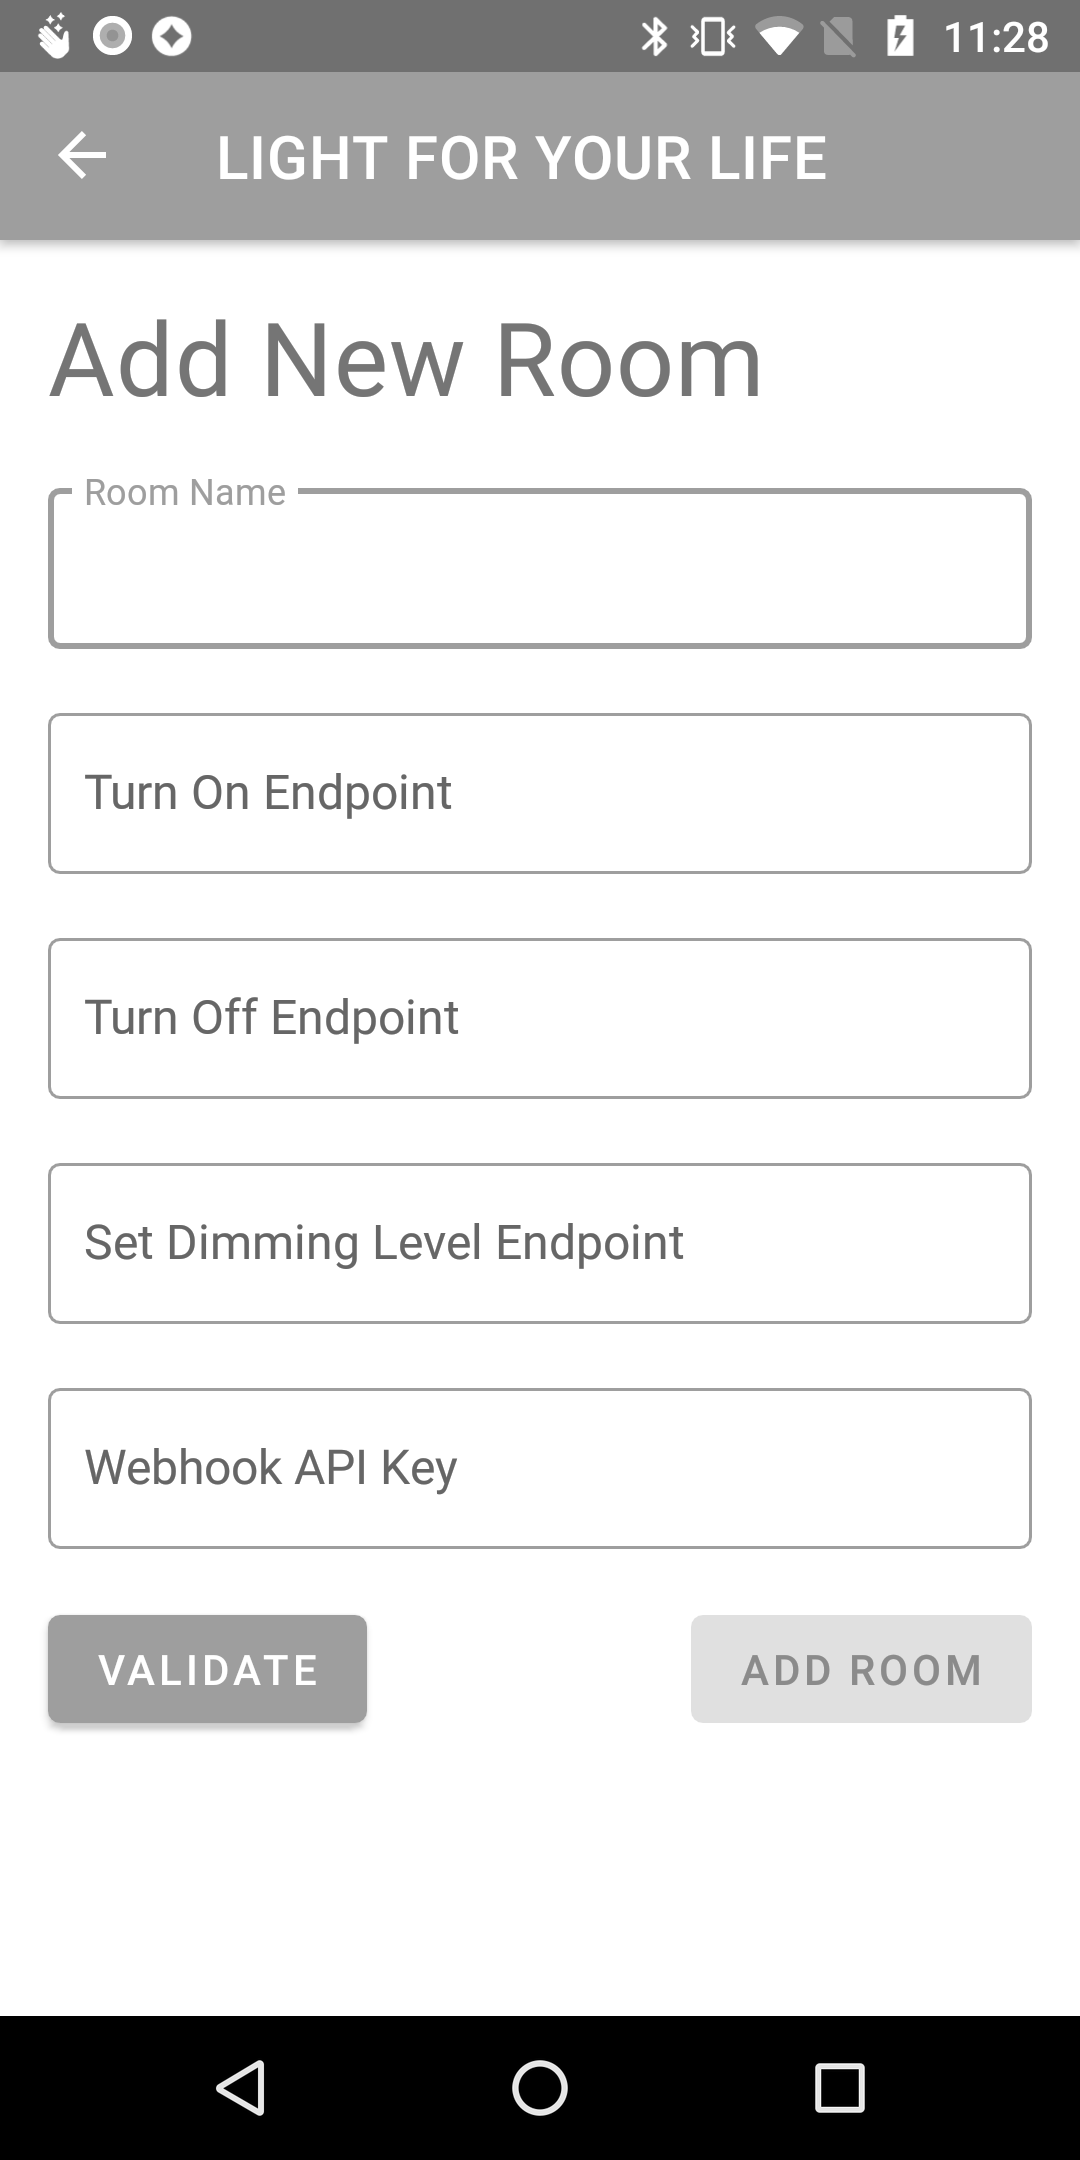 11:28
LIGHT FOR YOUR LIFE
Add New Room
Room Name
Turn On Endpoint
Turn Off Endpoint
Set Dimming Level Endpoint
Webhook API Key
VALIDATE
ADD ROOM